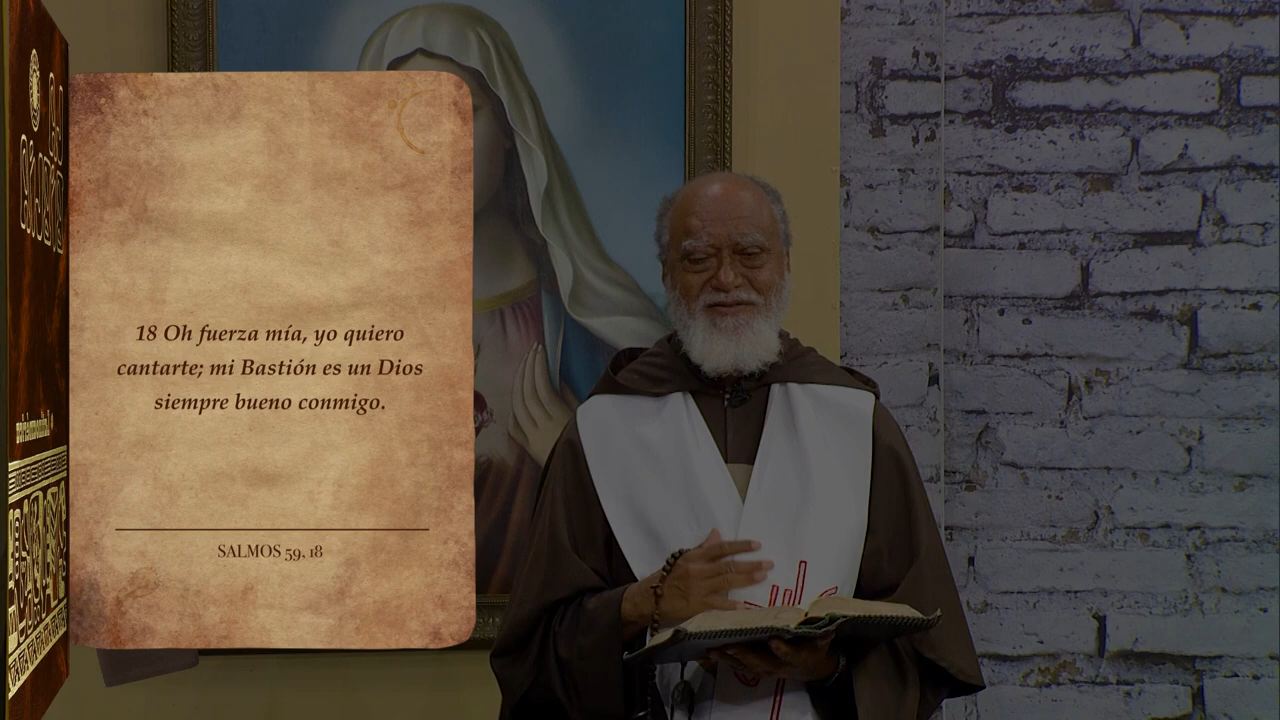 18 Oh fuerza mía, yo quiero
cantarte; mi Bastión es un Dios
siempre bueno conmigo.
SALMOS 59, 18